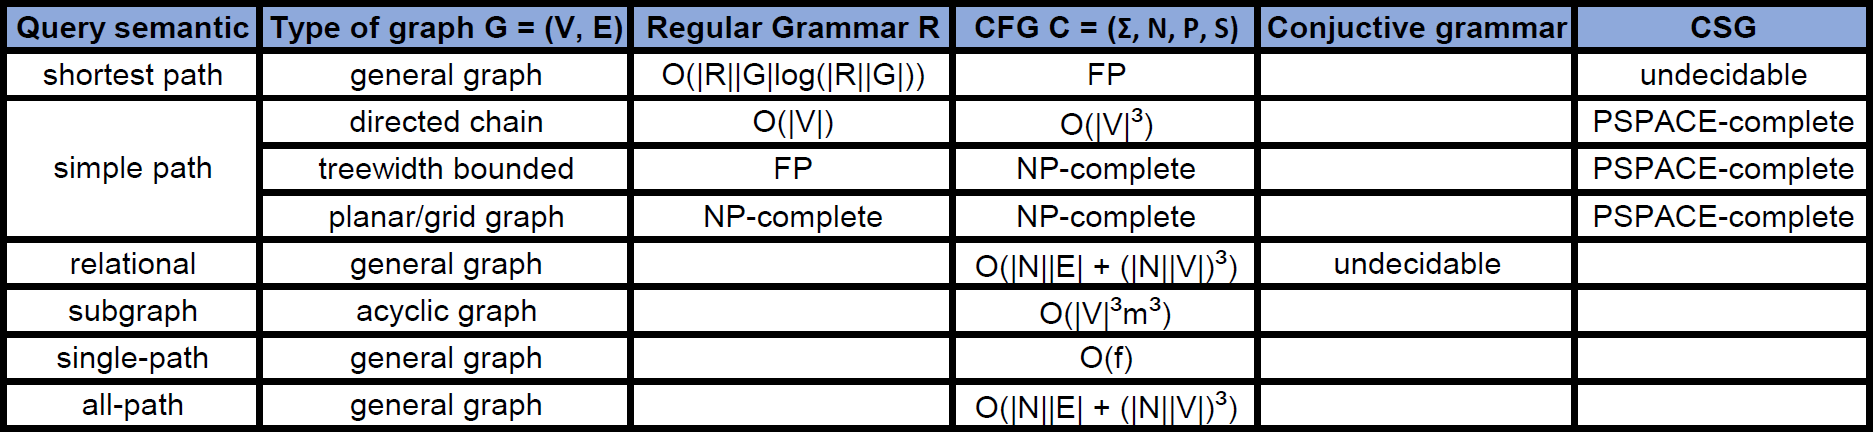 Query semantic Type of graph G = (V, E) Regular Grammar R CFG C = (Σ, N, P, S) Conjuctive grammar CSG
shortest path general graph O(|R||G|log(|R||G|)) FP undecidable
simple path directed chain O(|V|) O(|V|³) PSPACE-complete
treewidth bounded FP NP-complete PSPACE-complete
planar/grid graph NP-complete NP-complete PSPACE-complete
relational general graph O(|N||E| + (|N||V|)³) undecidable
subgraph acyclic graph O(|V|³m³)
single-path general graph O(f)
all-path general graph O(|N||E| + (|N||V|)³)